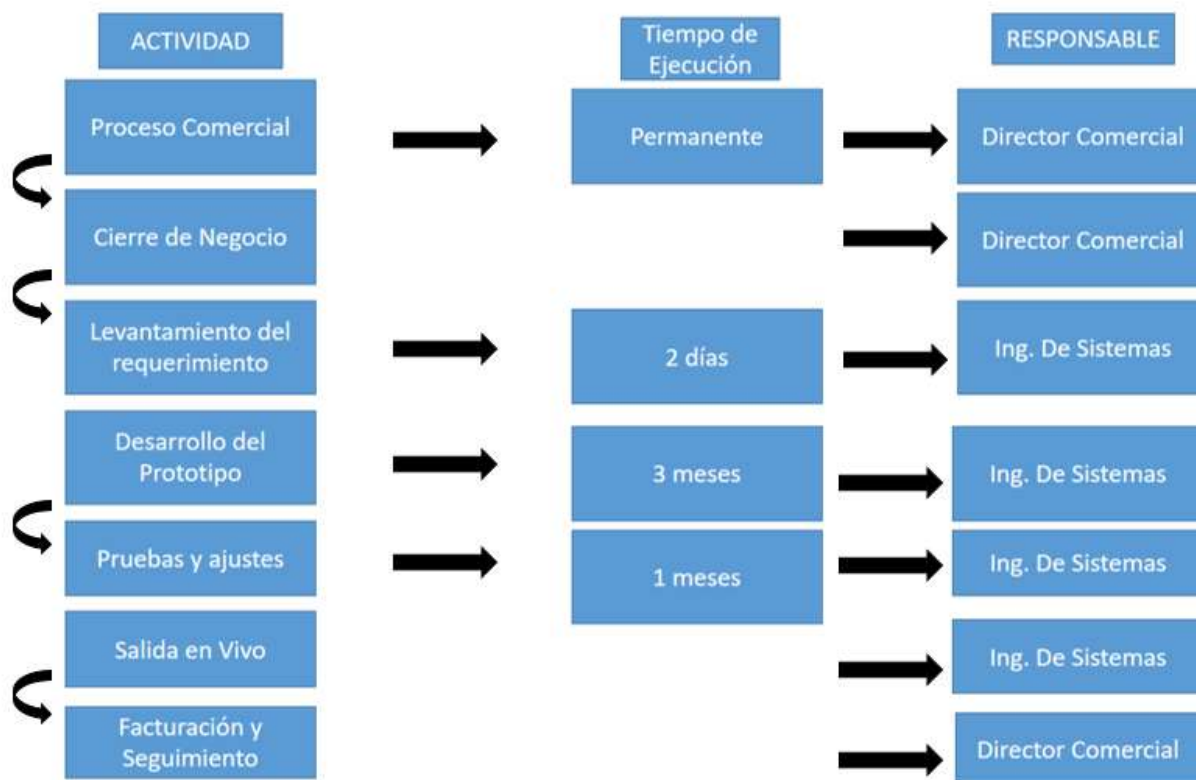 ACTIVIDAD
Tiempo de
Ejecución
RESPONSABLE
Proceso Comercial
Permanente
Director Comercial
Cierre de Negocio
Director Comercial
Levantamiento del
requerimiento
2 días
Ing. De Sistemas
Desarrollo del
Prototipo
3 meses
Ing. De Sistemas
Pruebas y ajustes
1 meses
Ing. De Sistemas
Salida en Vivo
Ing. De Sistemas
Facturación y
Seguimiento
Director Comercial